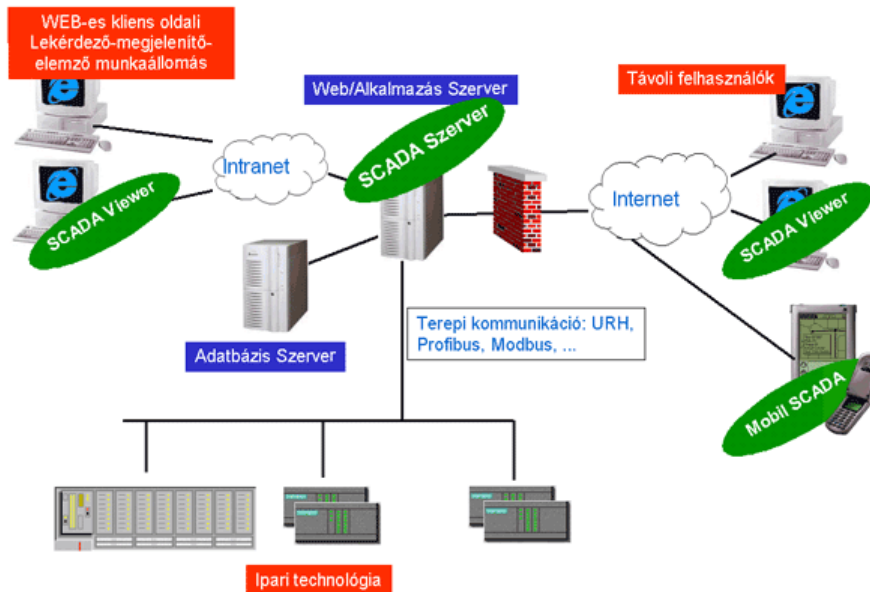 WEB-es kliens oldali
Lekérdező-megjelenítő-
elemző munkaállomás
Web/Alkalmazás Szerver
Távoli felhasználók
SCADA Szerver
Intranet
Internet
SCADA Viewer
SCADA Viewer
Terepi kommunikáció: URH,
Profibus, Modbus, ...
Adatbázis Szerver
Mobil SCADA
Ipari technológia